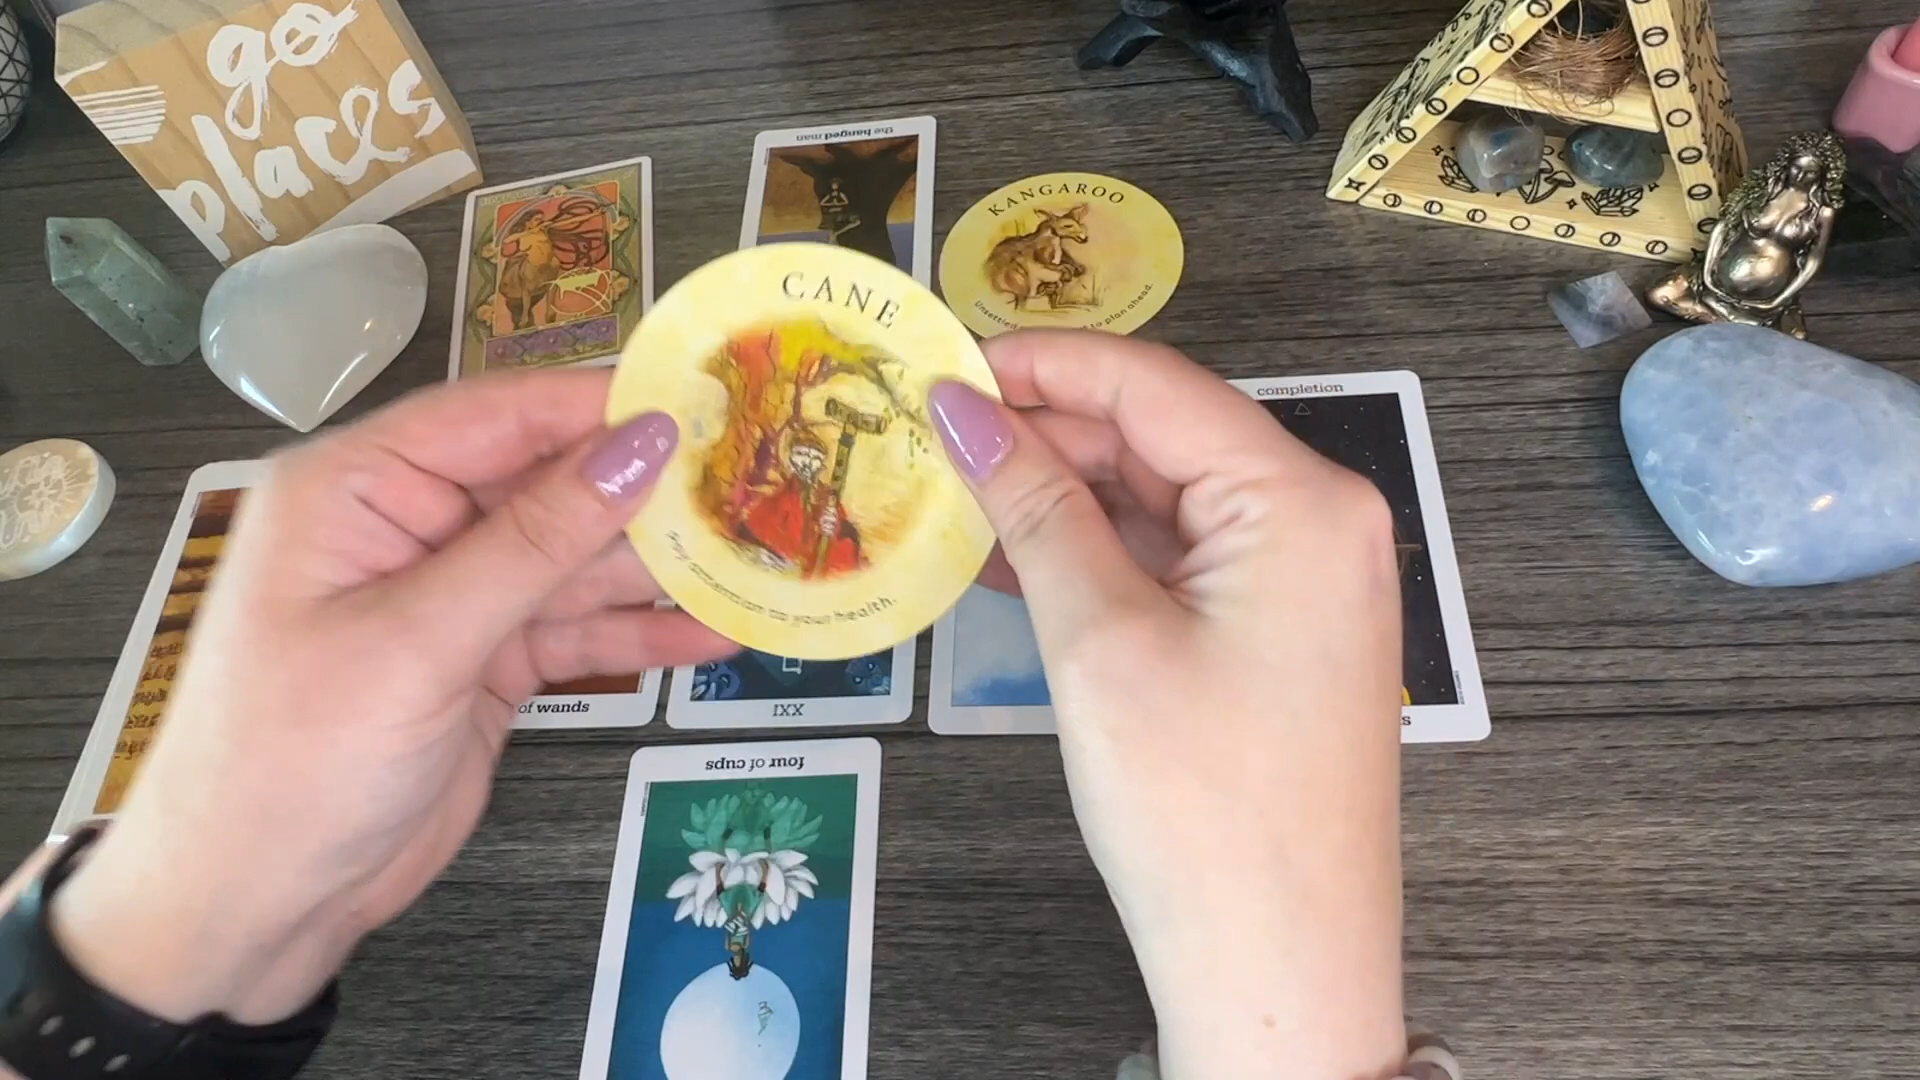 go
places
the hanged man
KANGAROO
Unsettled to plan ahead.
CANE
Pay attention to your health.
completion
of wands
XXI
s
four of cups